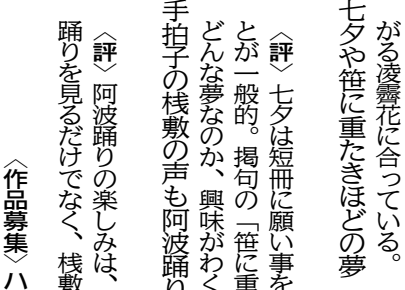 がる凌霄花に合っている。
七夕や笹に重たきほどの夢
〈評〉七夕は短冊に願い事を
とが一般的。掲句の「笹に重
どんな夢なのか、興味がわく
手拍子の桟敷の声も阿波踊り
〈評〉阿波踊りの楽しみは、
踊りを見るだけでなく、桟敷
〈作品募集〉ハ